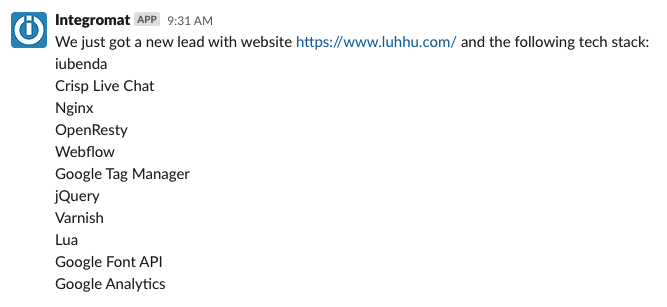 Integromat APP 9:31 AM
We just got a new lead with website https://www.luhhu.com/ and the following tech stack:
iubenda
Crisp Live Chat
Nginx
OpenResty
Webflow
Google Tag Manager
jQuery
Varnish
Lua
Google Font API
Google Analytics